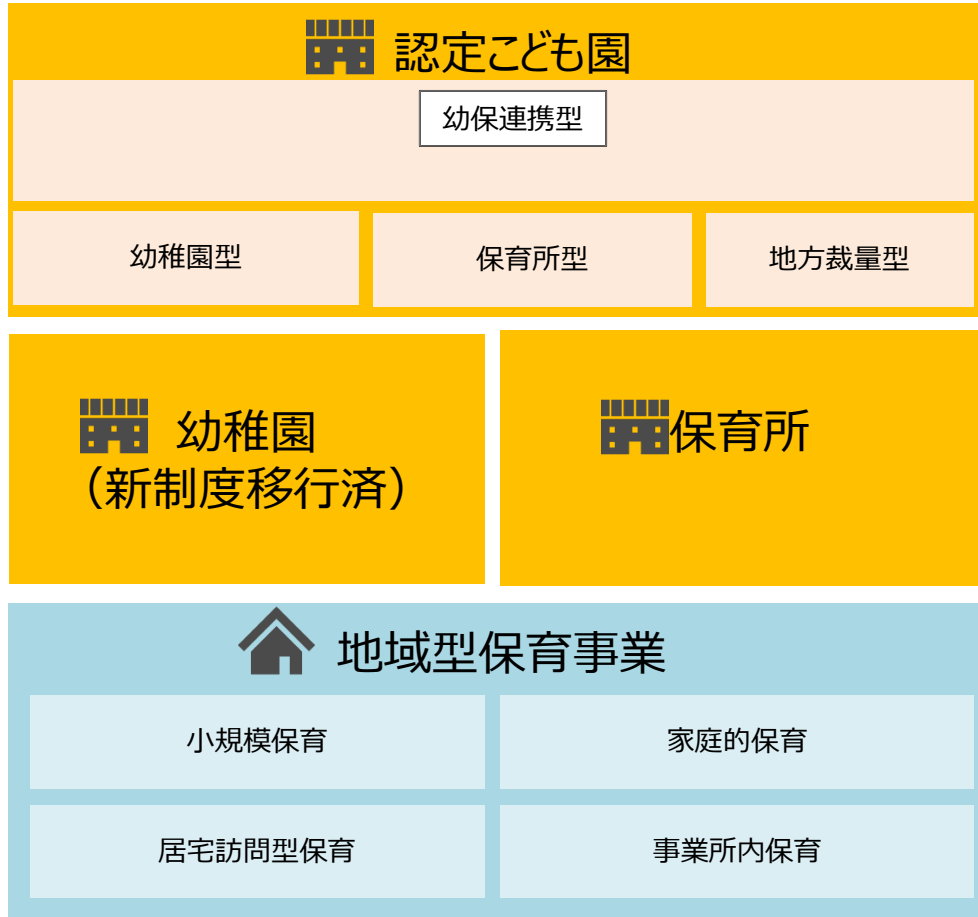 認定こども園
幼保連携型
幼稚園型
保育所型
地方裁量型
幼稚園
（新制度移行済）
保育所
地域型保育事業
小規模保育
家庭的保育
居宅訪問型保育
事業所内保育